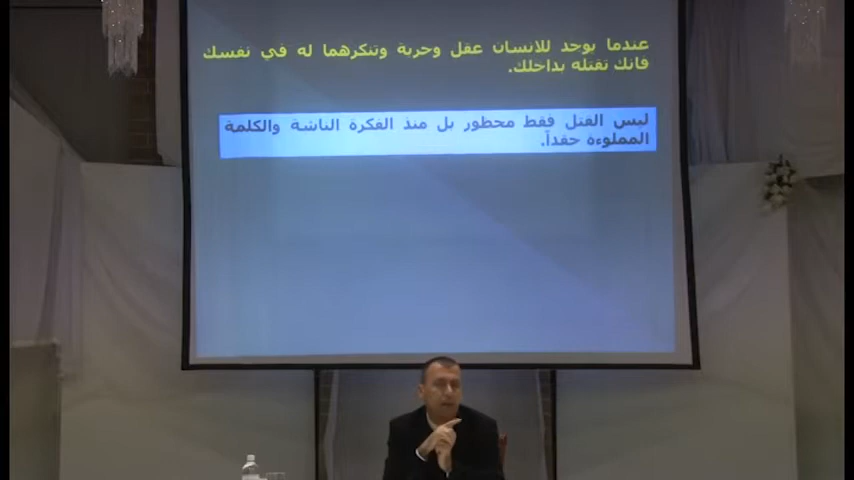 عندما يوجد للانسان عقل وحرية وتنكرهما له في نفسك
فانك تقتله بداخلك.
ليس القتل فقط محظور بل منذ الفكرة الناشة والكلمة
المملوءة حقداً.